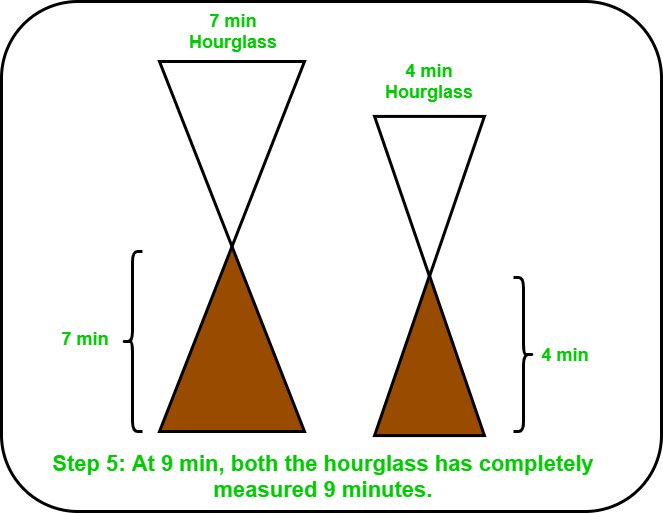 7 min
Hourglass
4 min
Hourglass
7 min
4 min
Step 5: At 9 min, both the hourglass has completely
measured 9 minutes.